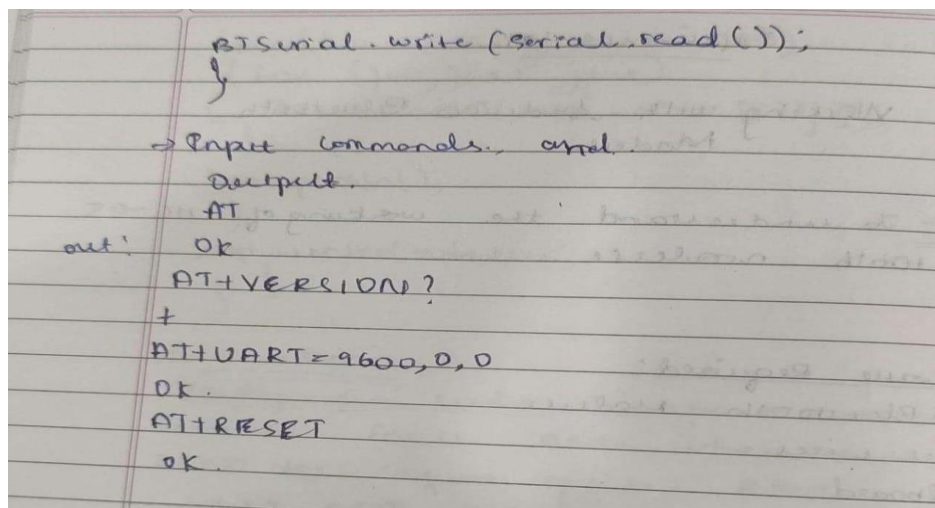 BTSerial.write (serial.read());
}
→ Input commands., and.
Output.
AT
out: OK
AT+VERSION?
+
AT+UART=9600,0,0
OK.
AT+RESET
OK.